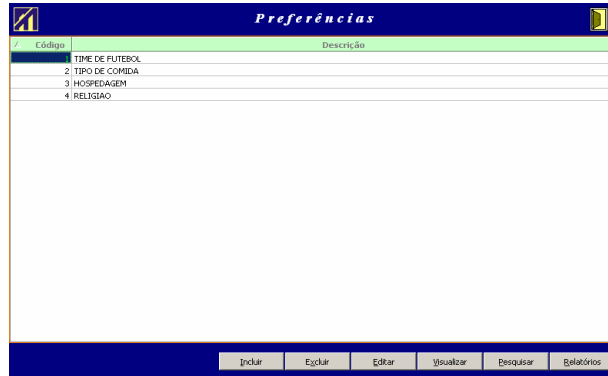 Preferências
Código Descrição
1 TIME DE FUTEBOL
2 TIPO DE COMIDA
3 HOSPEDAGEM
4 RELIGIAO
Incluir Excluir Editar Visualizar Pesquisar Relatórios